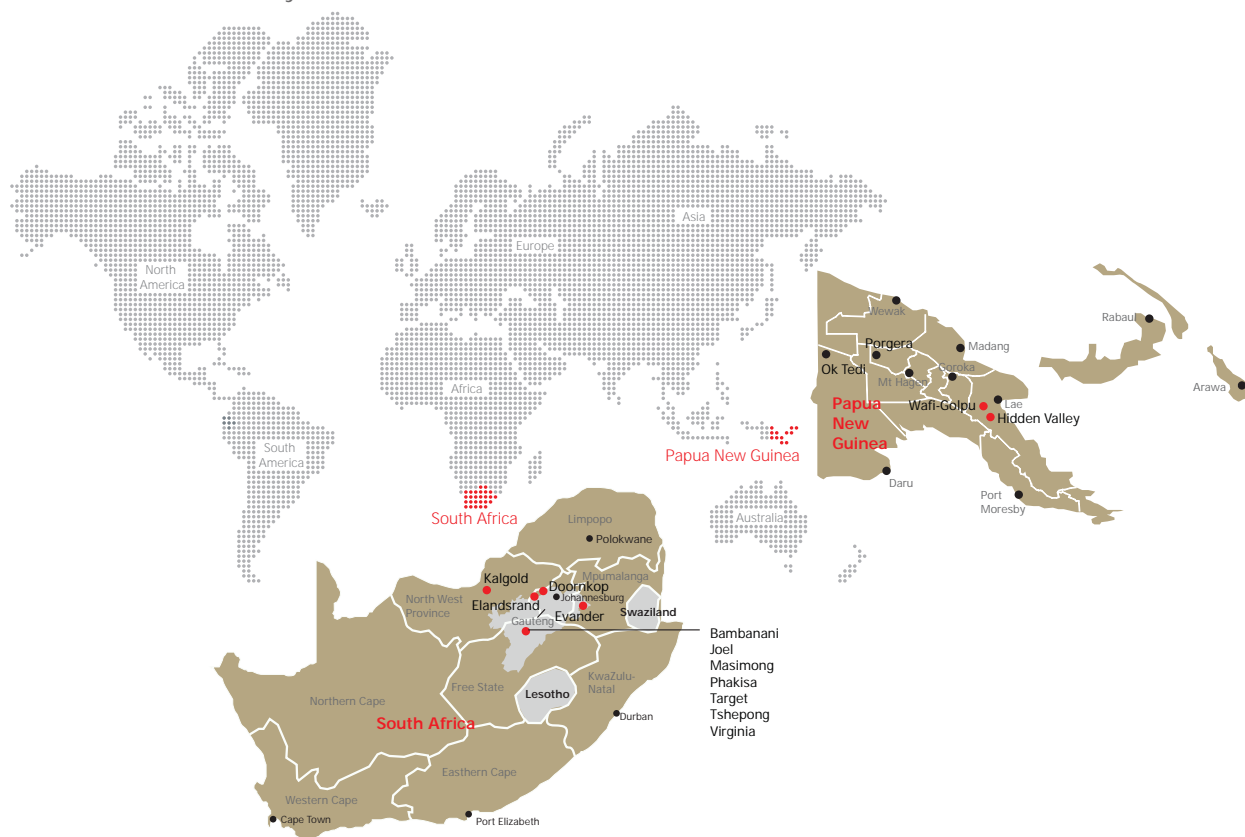 North
America
South
America
Europe
Asia
Africa
Australia
South Africa
Papua New Guinea
Wewak
Porgera
Ok Tedi
Mt Hagen
Goroka
Madang
Rabaul
Arawa
Wafi-Golpu
Lae
Hidden Valley
Papua
New
Guinea
Daru
Port
Moresby
Limpopo
Polokwane
Kalgold
Doornkop
Mpumalanga
Johannesburg
North West
Province
Elandsrand
Evander
Swaziland
Gauteng
Bambanani
Joel
Masimong
Phakisa
Target
Tshepong
Virginia
Free State
Lesotho
KwaZulu-
Natal
Northern Cape
South Africa
Durban
Easthern Cape
Western Cape
Cape Town
Port Elizabeth